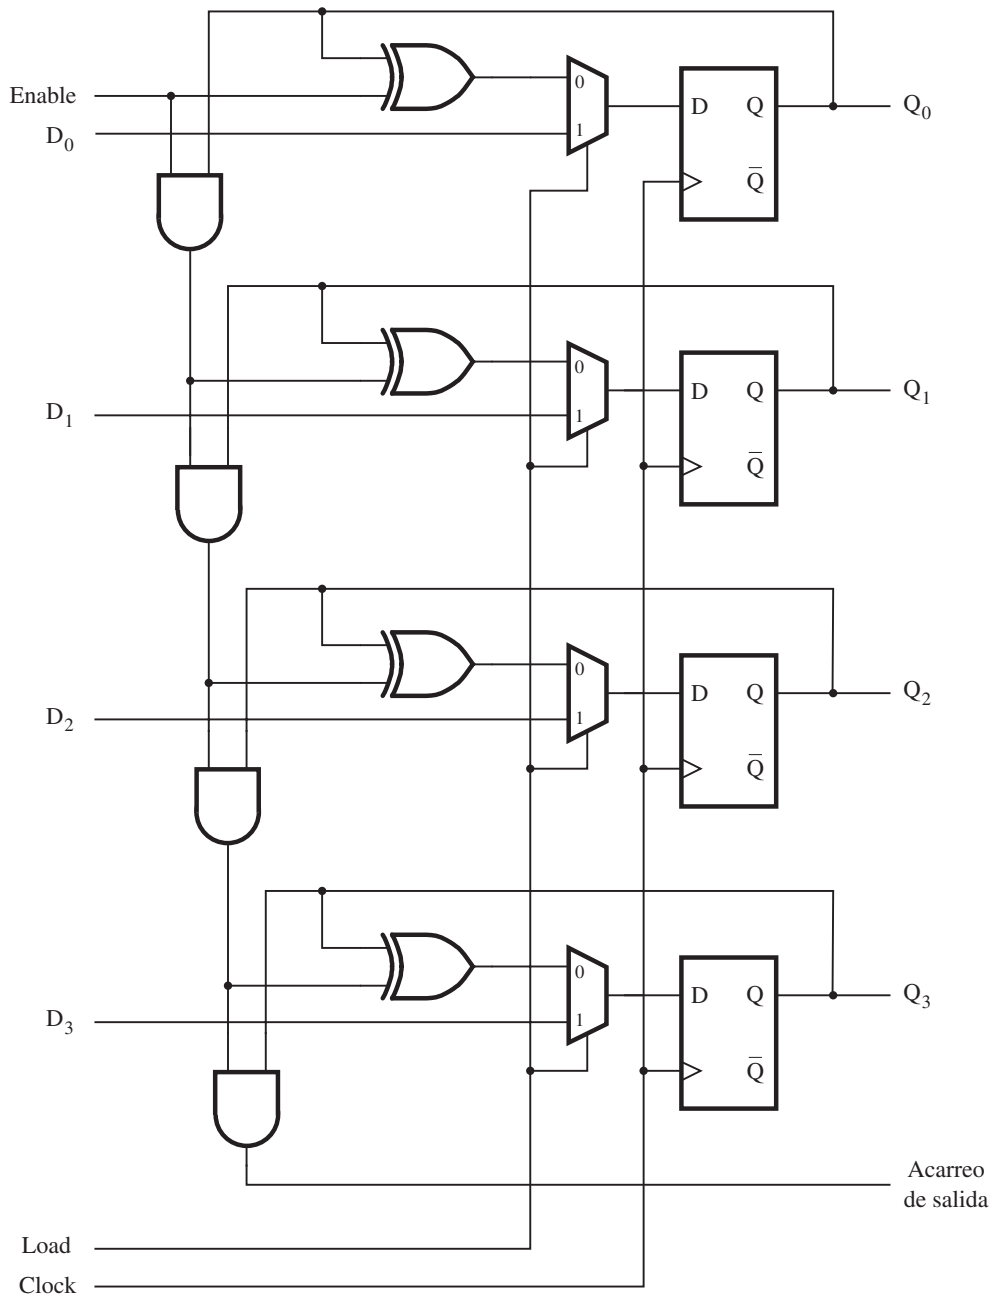 Enable
D0
0
1
D Q
Q̅
Q0
D1
0
1
D Q
Q̅
Q1
D2
0
1
D Q
Q̅
Q2
D3
0
1
D Q
Q̅
Q3
Acarreo
de salida
Load
Clock